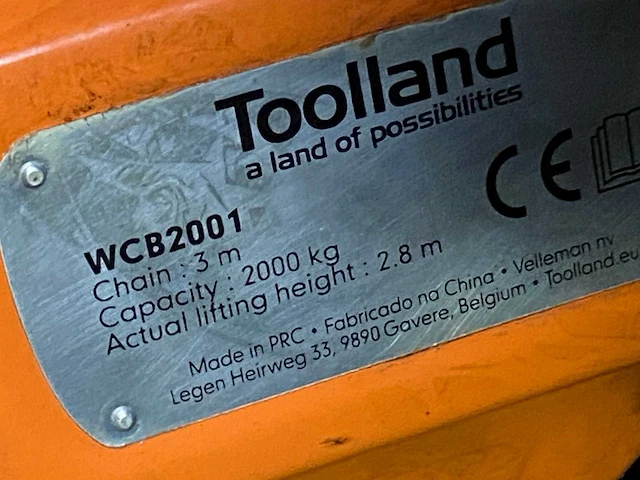 Toolland
a land of possibilities
CE
WCB2001
Chain : 3 m
Capacity : 2000 kg
Actual lifting height : 2.8 m
Made in PRC • Fabricado na China • Velleman nv
Legen Heirweg 33, 9890 Gavere, Belgium • Toolland.eu